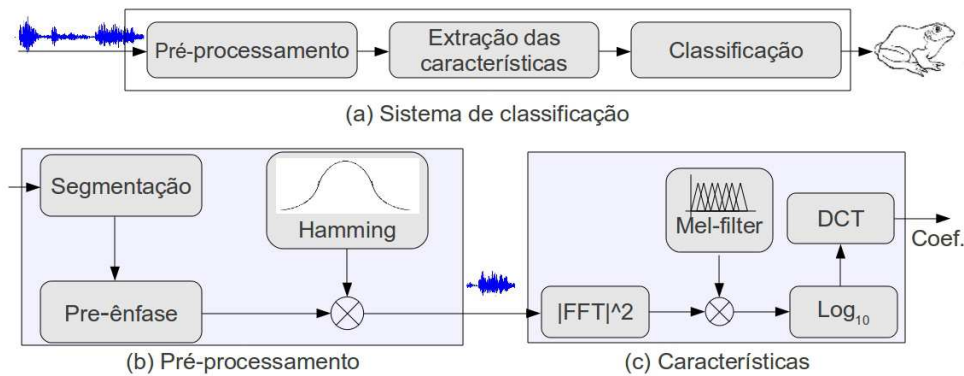 Pré-processamento
Extração das
características
Classificação
(a) Sistema de classificação
Segmentação
Hamming
Pre-ênfase
(b) Pré-processamento
Mel-filter
DCT
Coef.
|FFT|^2
Log10
(c) Características